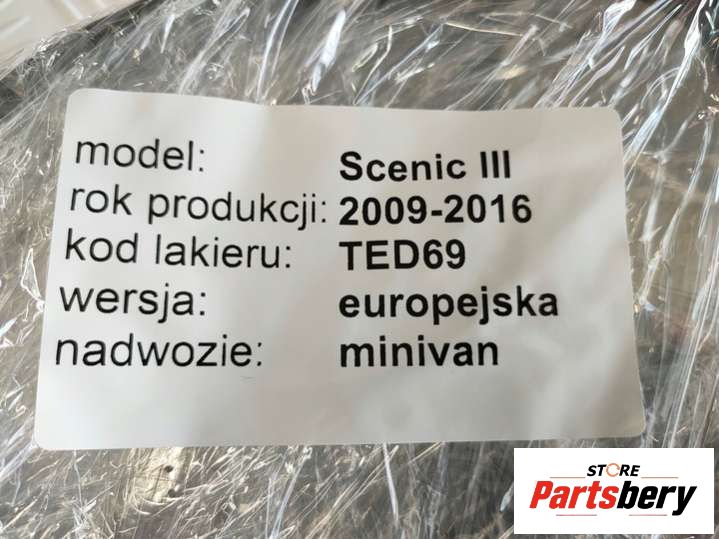 model: Scenic III
rok produkcji: 2009-2016
kod lakieru: TED69
wersja: europejska
nadwozie: minivan
STORE
Partsbery